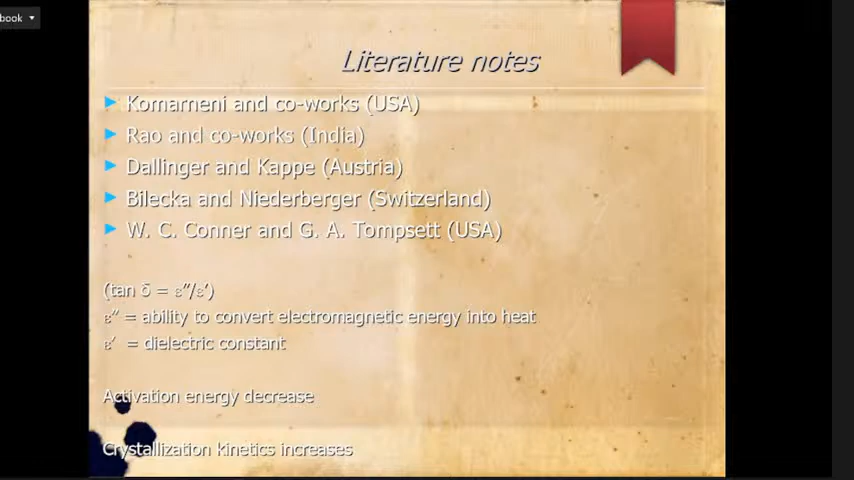 book
Literature notes
Komarneni and co-works (USA)
Rao and co-works (India)
Dallinger and Kappe (Austria)
Bilecka and Niederberger (Switzerland)
W. C. Conner and G. A. Tompsett (USA)
(tan δ = ε″/ε′)
ε″ = ability to convert electromagnetic energy into heat
ε′ = dielectric constant
Activation energy decrease
Crystallization kinetics increases